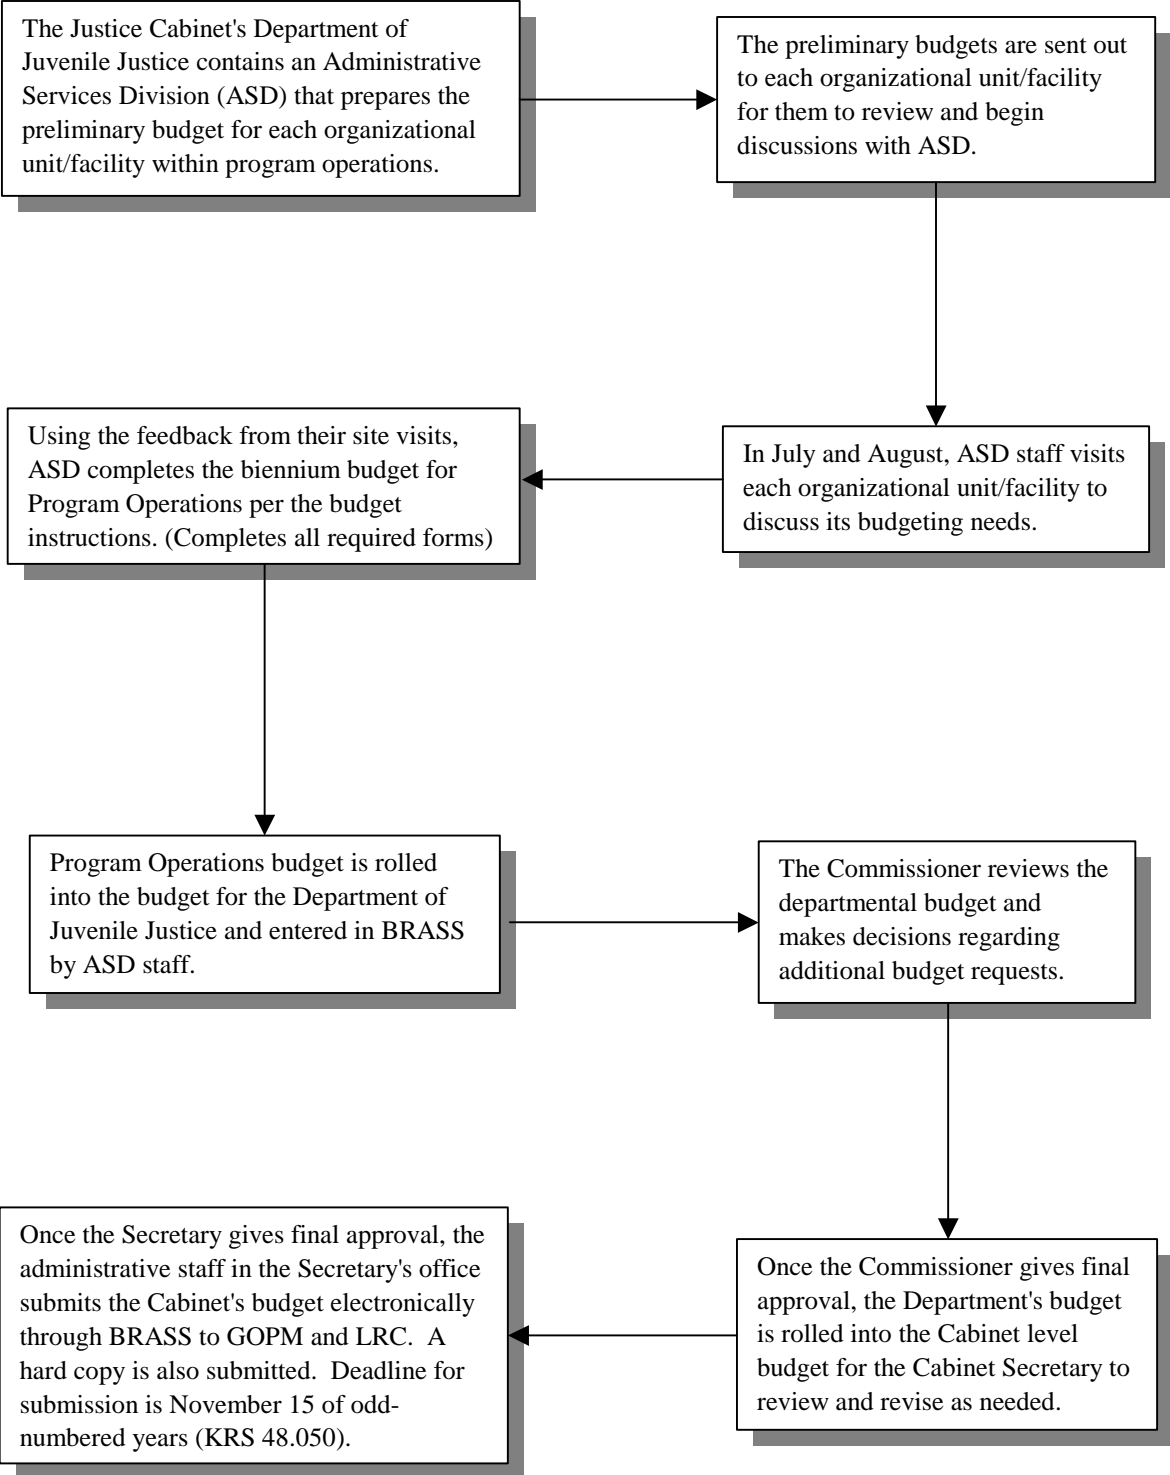 The Justice Cabinet's Department of
Juvenile Justice contains an Administrative
Services Division (ASD) that prepares the
preliminary budget for each organizational
unit/facility within program operations.
The preliminary budgets are sent out
to each organizational unit/facility
for them to review and begin
discussions with ASD.
In July and August, ASD staff visits
each organizational unit/facility to
discuss its budgeting needs.
Using the feedback from their site visits,
ASD completes the biennium budget for
Program Operations per the budget
instructions. (Completes all required forms)
Program Operations budget is rolled
into the budget for the Department of
Juvenile Justice and entered in BRASS
by ASD staff.
The Commissioner reviews the
departmental budget and
makes decisions regarding
additional budget requests.
Once the Commissioner gives final
approval, the Department's budget
is rolled into the Cabinet level
budget for the Cabinet Secretary to
review and revise as needed.
Once the Secretary gives final approval, the
administrative staff in the Secretary's office
submits the Cabinet's budget electronically
through BRASS to GOPM and LRC.  A
hard copy is also submitted.  Deadline for
submission is November 15 of odd-
numbered years (KRS 48.050).